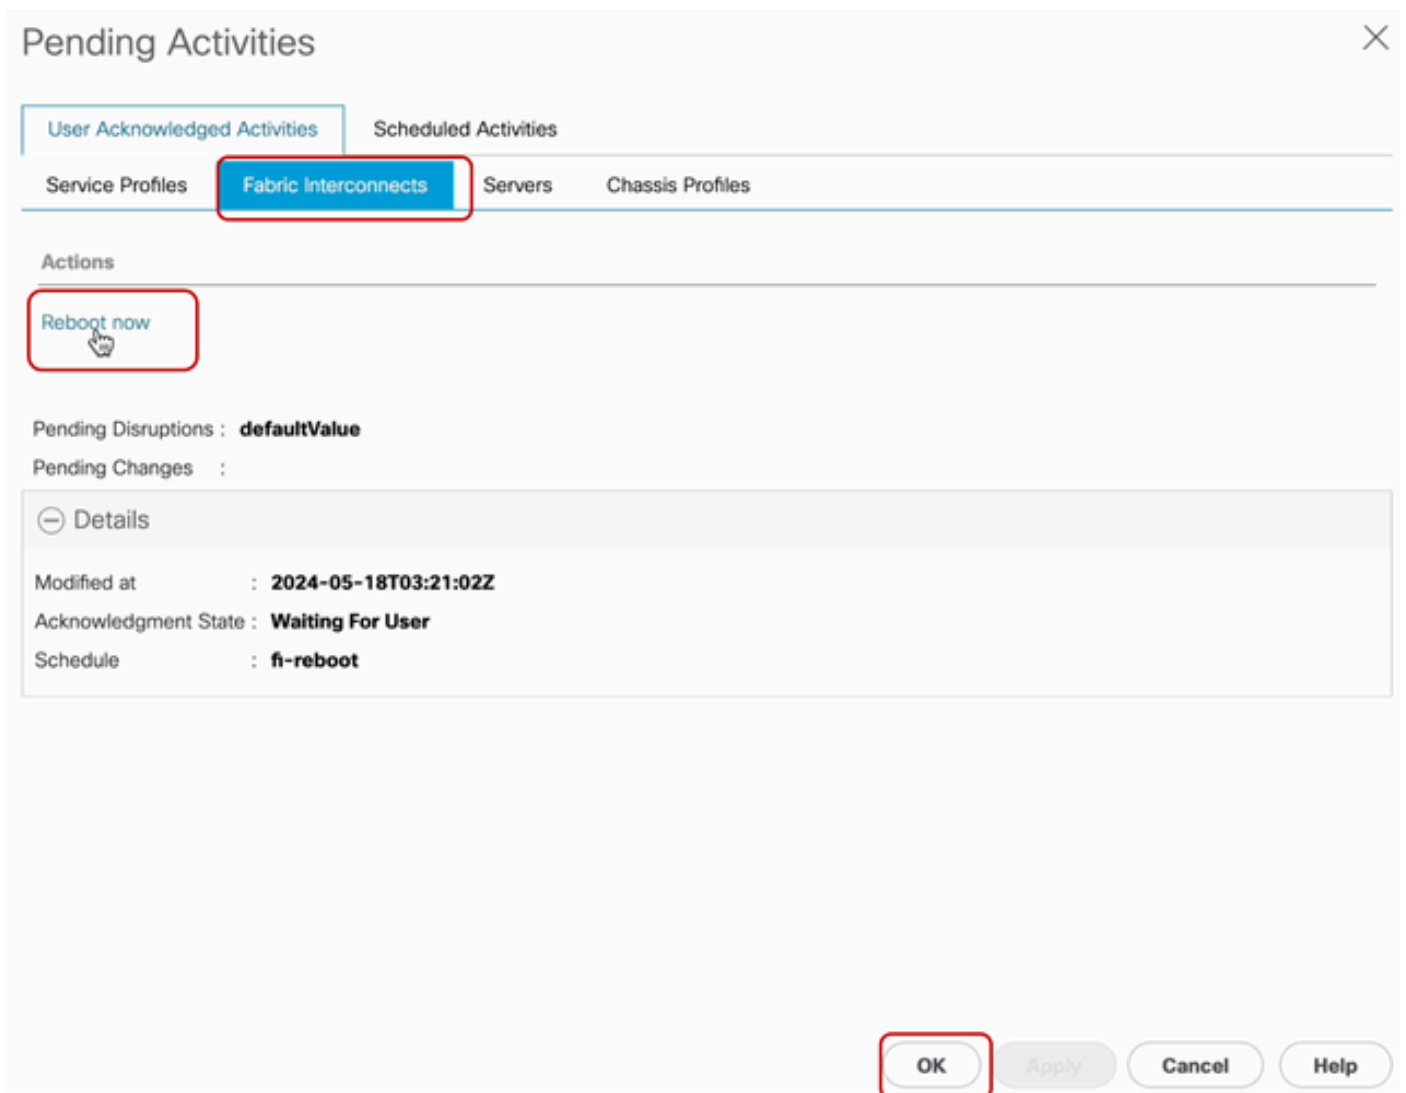 Pending Activities
User Acknowledged Activities Scheduled Activities
Service Profiles Fabric Interconnects Servers Chassis Profiles
Actions
Reboot now
Pending Disruptions : defaultValue
Pending Changes :
Details
Modified at : 2024-05-18T03:21:02Z
Acknowledgment State : Waiting For User
Schedule : fi-reboot
OK Apply Cancel Help